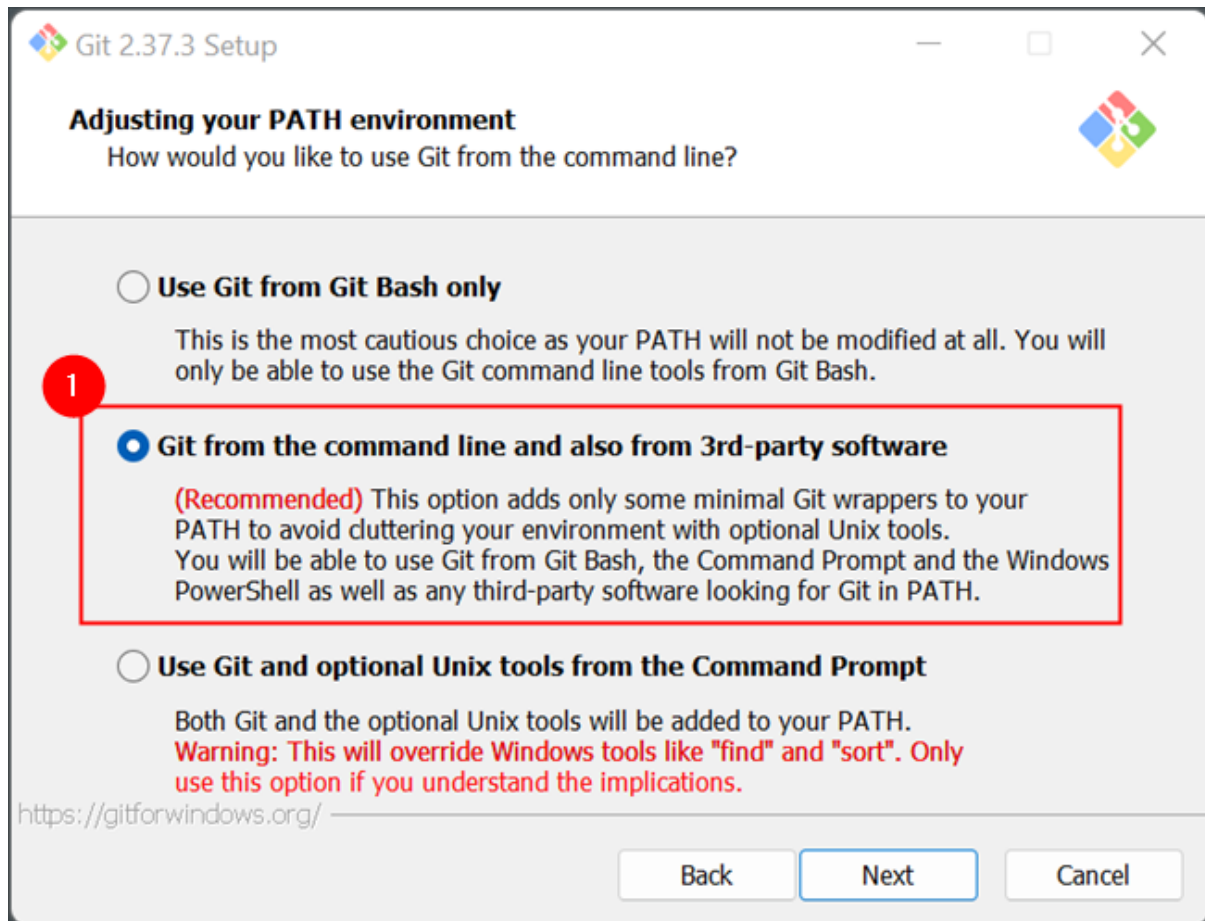 Git 2.37.3 Setup
Adjusting your PATH environment
How would you like to use Git from the command line?
Use Git from Git Bash only
This is the most cautious choice as your PATH will not be modified at all. You will
only be able to use the Git command line tools from Git Bash.
1
Git from the command line and also from 3rd-party software
(Recommended) This option adds only some minimal Git wrappers to your
PATH to avoid cluttering your environment with optional Unix tools.
You will be able to use Git from Git Bash, the Command Prompt and the Windows
PowerShell as well as any third-party software looking for Git in PATH.
Use Git and optional Unix tools from the Command Prompt
Both Git and the optional Unix tools will be added to your PATH.
Warning: This will override Windows tools like "find" and "sort". Only
use this option if you understand the implications.
https://gitforwindows.org/
Back Next Cancel